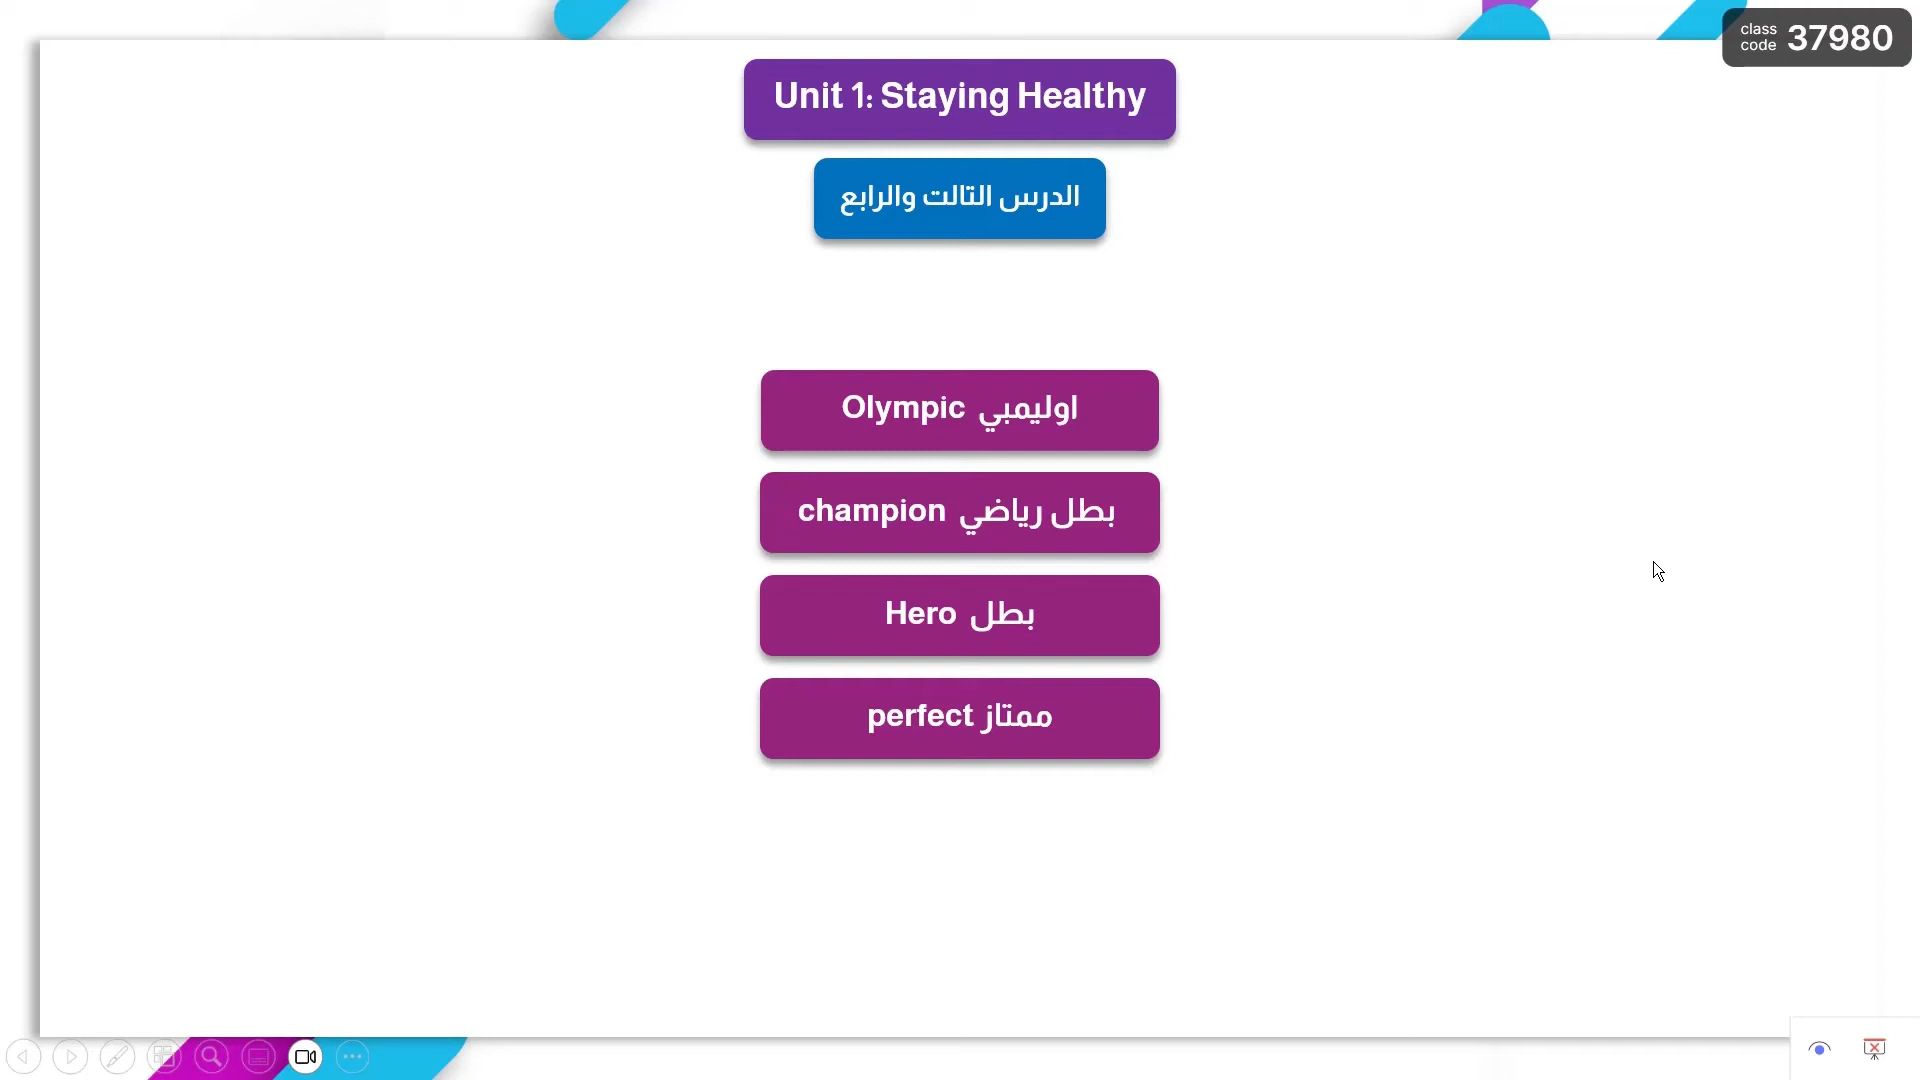 class code 37980
Unit 1: Staying Healthy
الدرس التالت والرابع
Olympic اوليمبي
champion بطل رياضي
Hero بطل
perfect ممتاز